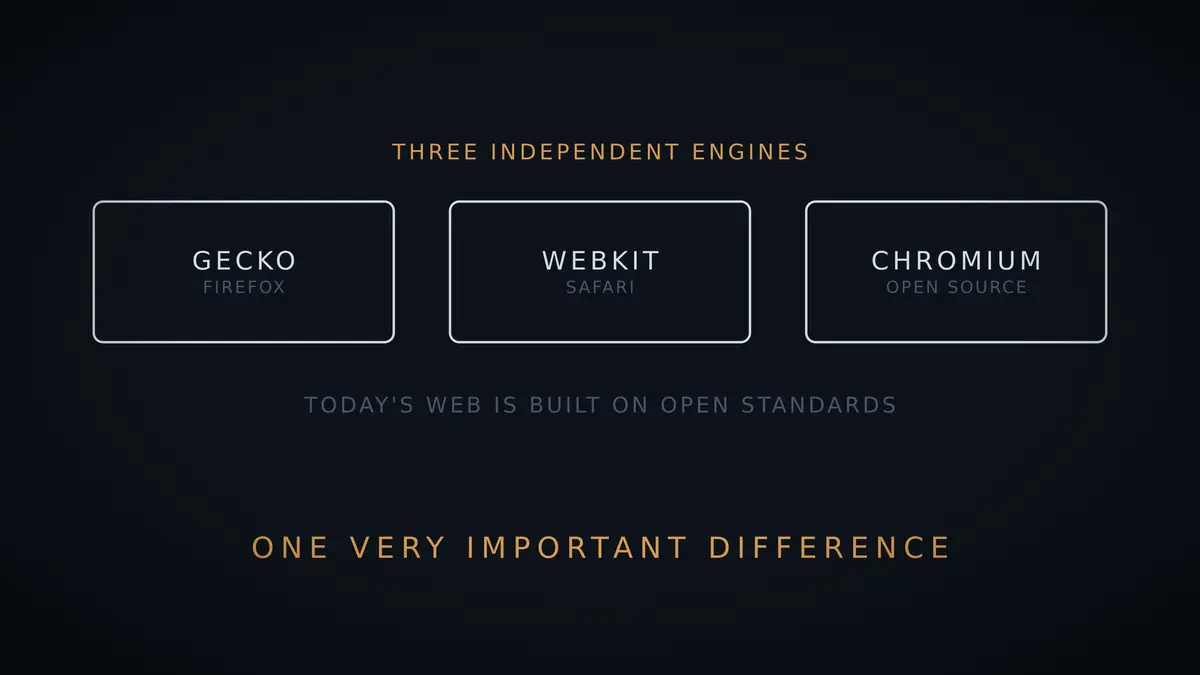 THREE INDEPENDENT ENGINES
GECKO
FIREFOX
WEBKIT
SAFARI
CHROMIUM
OPEN SOURCE
TODAY'S WEB IS BUILT ON OPEN STANDARDS
ONE VERY IMPORTANT DIFFERENCE